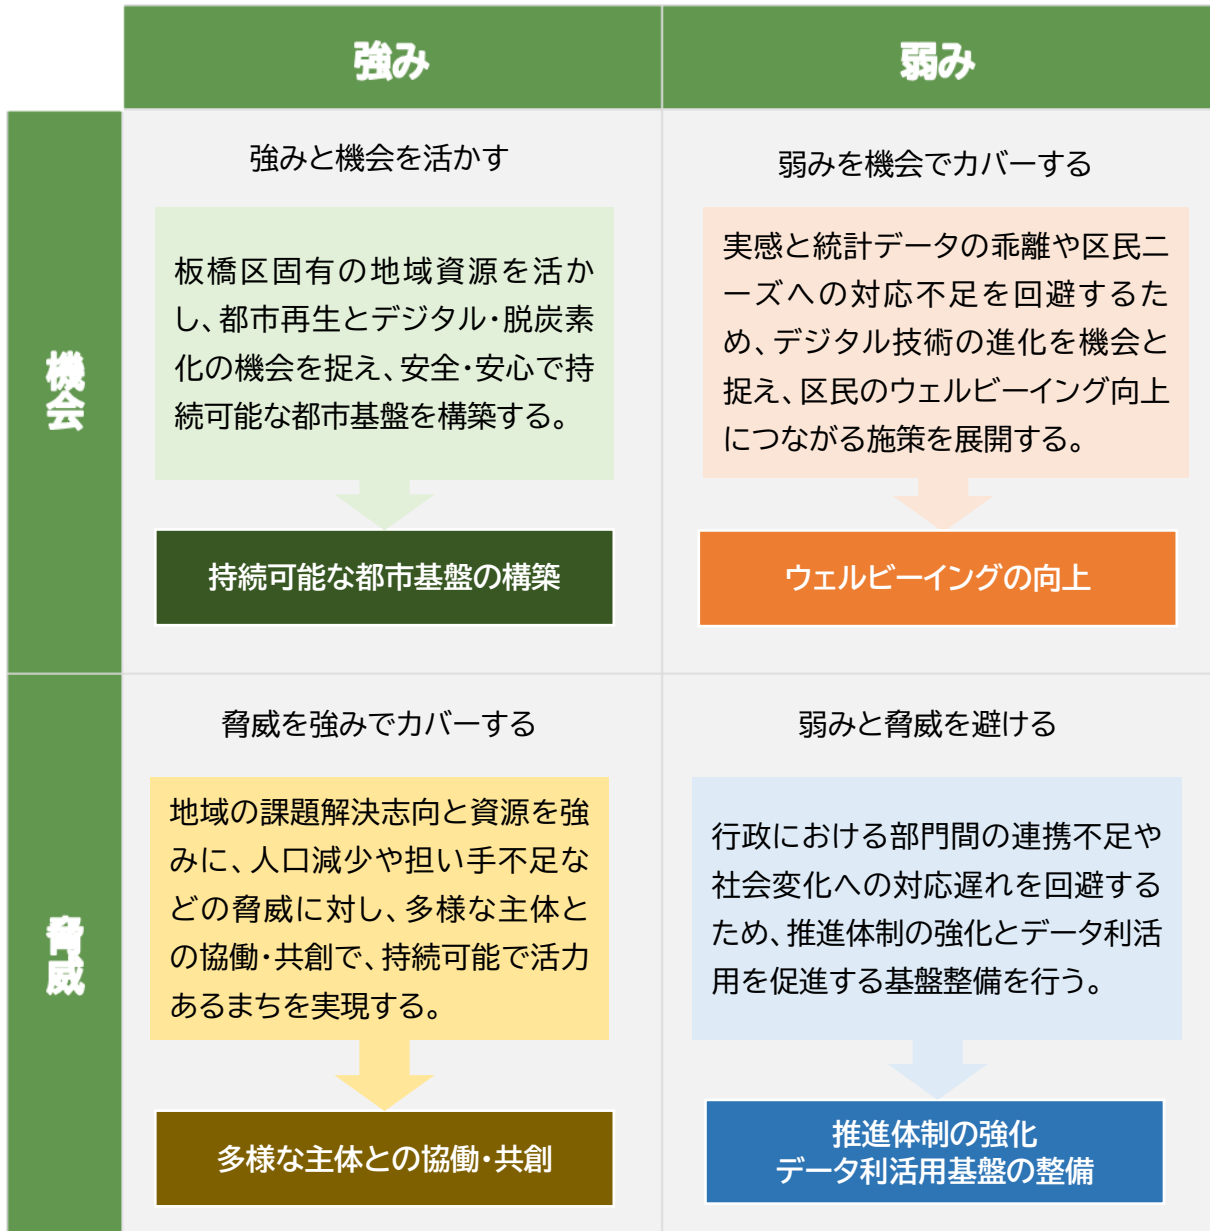 強み
弱み
機会
強みと機会を活かす
板橋区固有の地域資源を活か
し、都市再生とデジタル・脱炭素
化の機会を捉え、安全・安心で持
続可能な都市基盤を構築する。
持続可能な都市基盤の構築
弱みを機会でカバーする
実感と統計データの乖離や区民ニ
ーズへの対応不足を回避するた
め、デジタル技術の進化を機会と
捉え、区民のウェルビーイング向上
につながる施策を展開する。
ウェルビーイングの向上
脅威
脅威を強みでカバーする
地域の課題解決志向と資源を強
みに、人口減少や担い手不足な
どの脅威に対し、多様な主体と
の協働・共創で、持続可能で活力
あるまちを実現する。
多様な主体との協働・共創
弱みと脅威を避ける
行政における部門間の連携不足や
社会変化への対応遅れを回避する
ため、推進体制の強化とデータ利活
用を促進する基盤整備を行う。
推進体制の強化
データ利活用基盤の整備